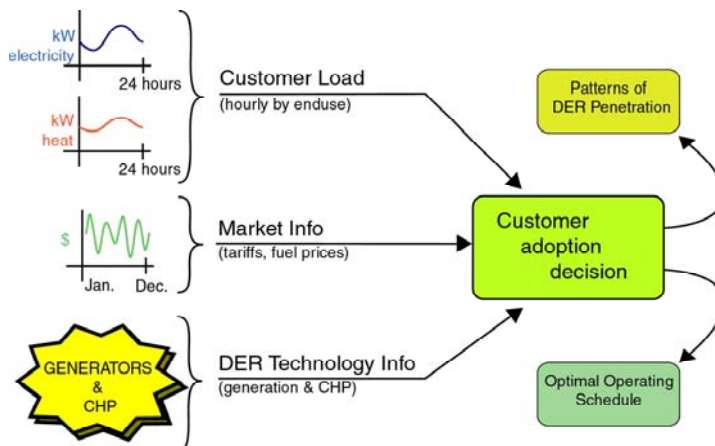 kW
electricity
24 hours
kW
heat
24 hours
Customer Load
(hourly by enduse)
$
Jan. Dec.
Market Info
(tariffs, fuel prices)
GENERATORS
&
CHP
DER Technology Info
(generation & CHP)
Customer
adoption
decision
Patterns of
DER Penetration
Optimal Operating
Schedule